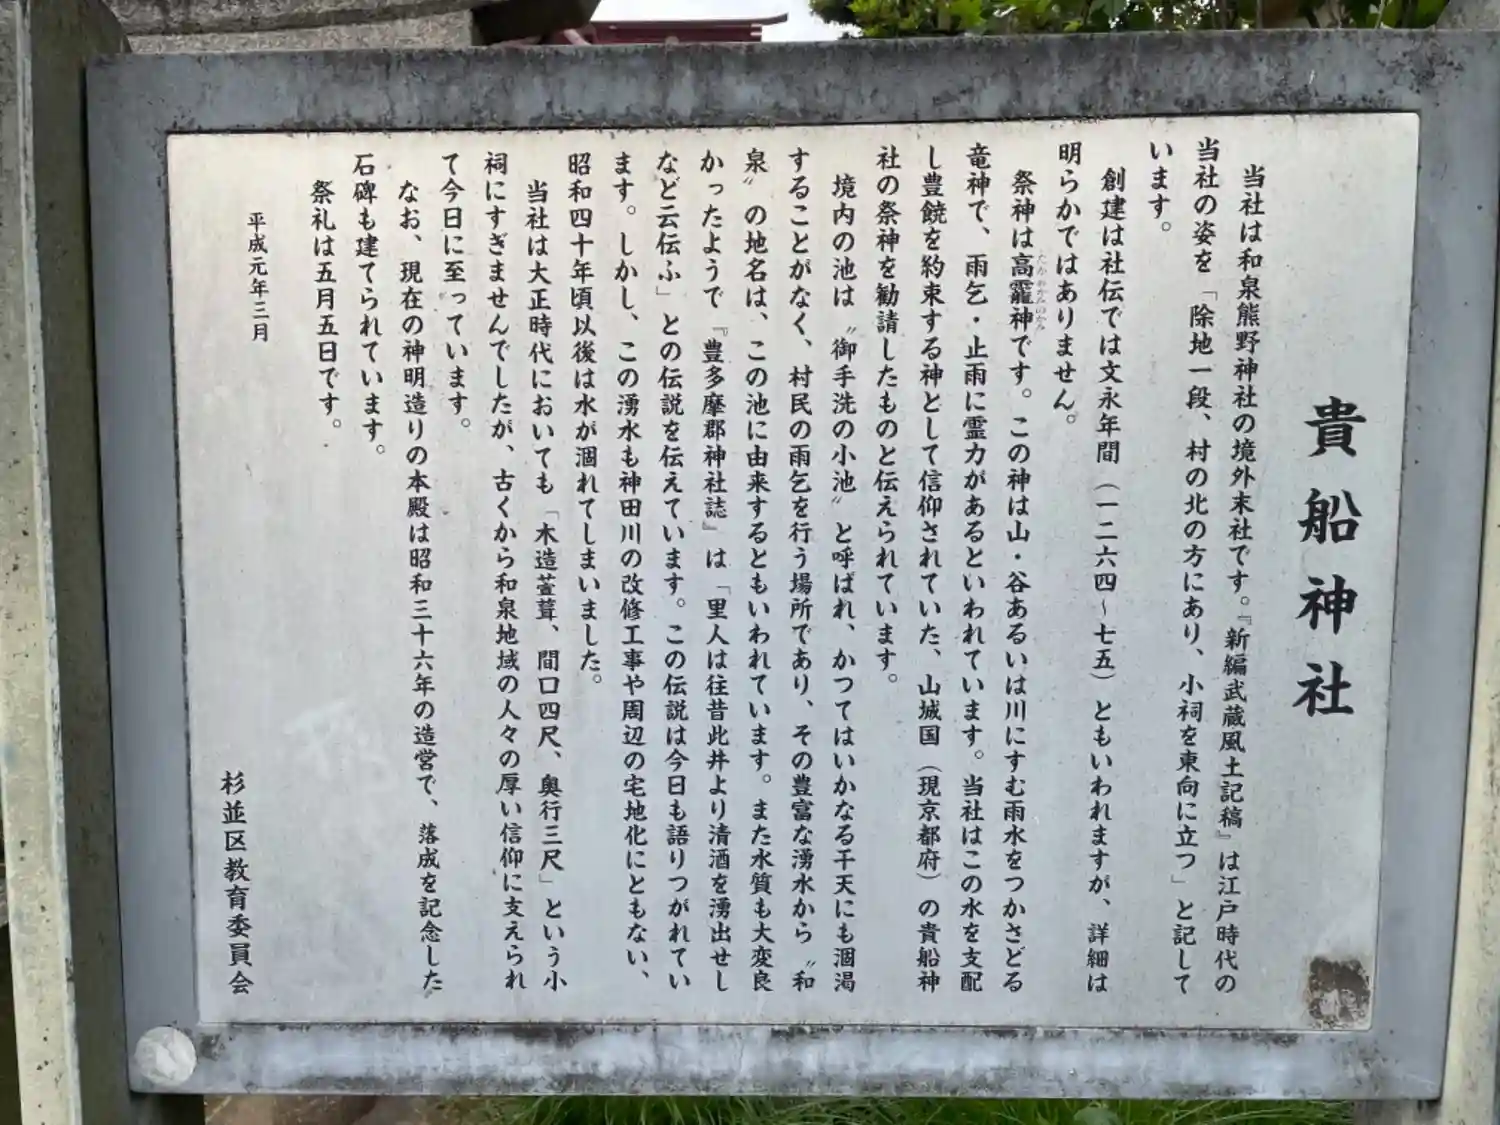 貴船神社
当社は和泉熊野神社の境外末社です。『新編武蔵風土記稿』は江戸時代の
当社の姿を「除地一段、村の北の方にあり、小祠を東向に立つ」と記して
います。
創建は社伝では文永年間（一二六四～七五）ともいわれますが、詳細は
明らかではありません。
祭神は高龗神です。この神は山・谷あるいは川にすむ雨水をつかさどる
たかおかみのかみ
竜神で、雨乞・止雨に霊力があるといわれています。当社はこの水を支配
し豊饒を約束する神として信仰されていた、山城国（現京都府）の貴船神
社の祭神を勧請したものと伝えられています。
境内の池は〝御手洗の小池〟と呼ばれ、かつてはいかなる干天にも涸渇
することがなく、村民の雨乞を行う場所であり、その豊富な湧水から〝和
泉〟の地名は、この池に由来するともいわれています。また水質も大変良
かったようで『豊多摩郡神社誌』は「里人は往昔此井より清酒を湧出せし
など云伝ふ」との伝説を伝えています。この伝説は今日も語りつがれてい
ます。しかし、この湧水も神田川の改修工事や周辺の宅地化にともない、
昭和四十年頃以後は水が涸れてしまいました。
当社は大正時代においても「木造萱葺、間口四尺、奥行三尺」という小
祠にすぎませんでしたが、古くから和泉地域の人々の厚い信仰に支えられ
て今日に至っています。
なお、現在の神明造りの本殿は昭和三十六年の造営で、落成を記念した
石碑も建てられています。
祭礼は五月五日です。
平成元年三月
杉並区教育委員会